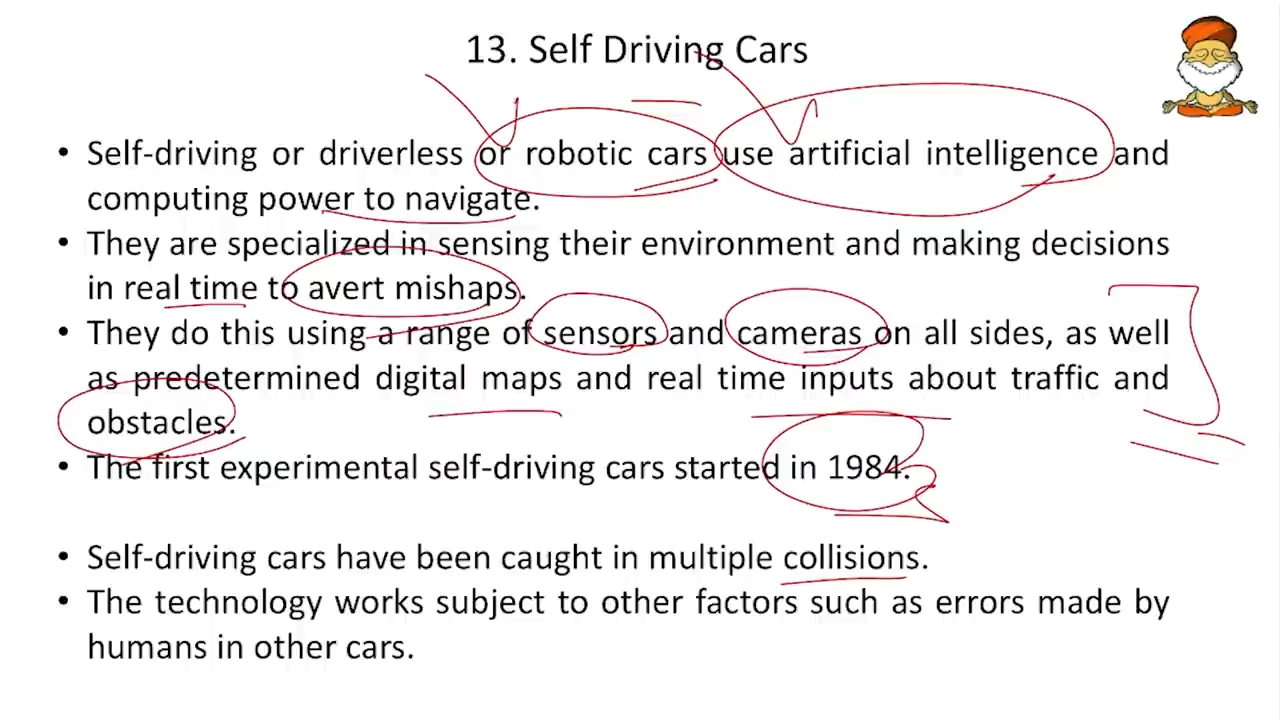 13. Self Driving Cars
• Self-driving or driverless or robotic cars use artificial intelligence and
computing power to navigate.
• They are specialized in sensing their environment and making decisions
in real time to avert mishaps.
• They do this using a range of sensors and cameras on all sides, as well
as predetermined digital maps and real time inputs about traffic and
obstacles.
• The first experimental self-driving cars started in 1984.
• Self-driving cars have been caught in multiple collisions.
• The technology works subject to other factors such as errors made by
humans in other cars.